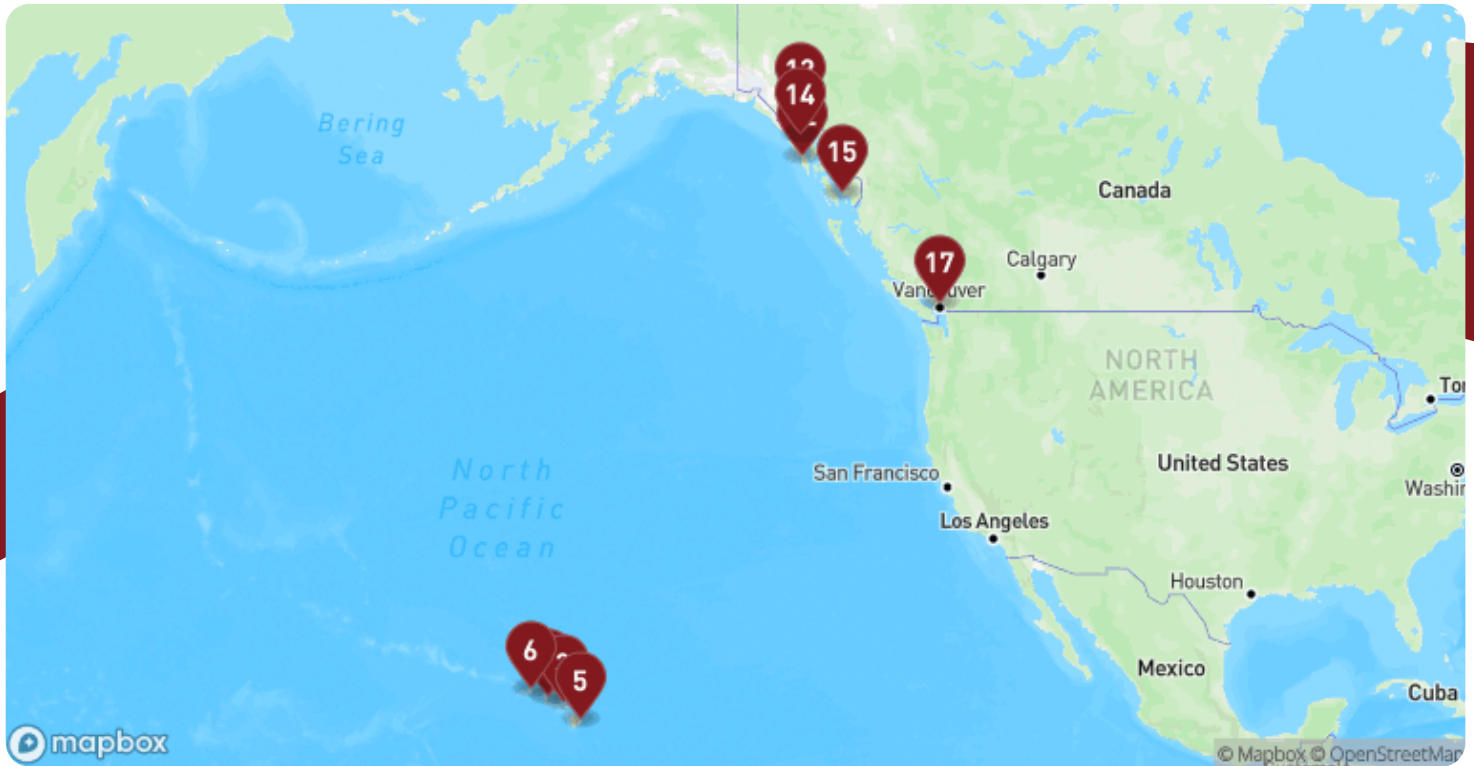 13
14
15
Bering
Sea
Canada
17
Calgary
Vancouver
NORTH
AMERICA
San Francisco
United States
North
Pacific
Ocean
Los Angeles
Houston
6
5
Mexico
Cuba
mapbox
© Mapbox © OpenStreetMap